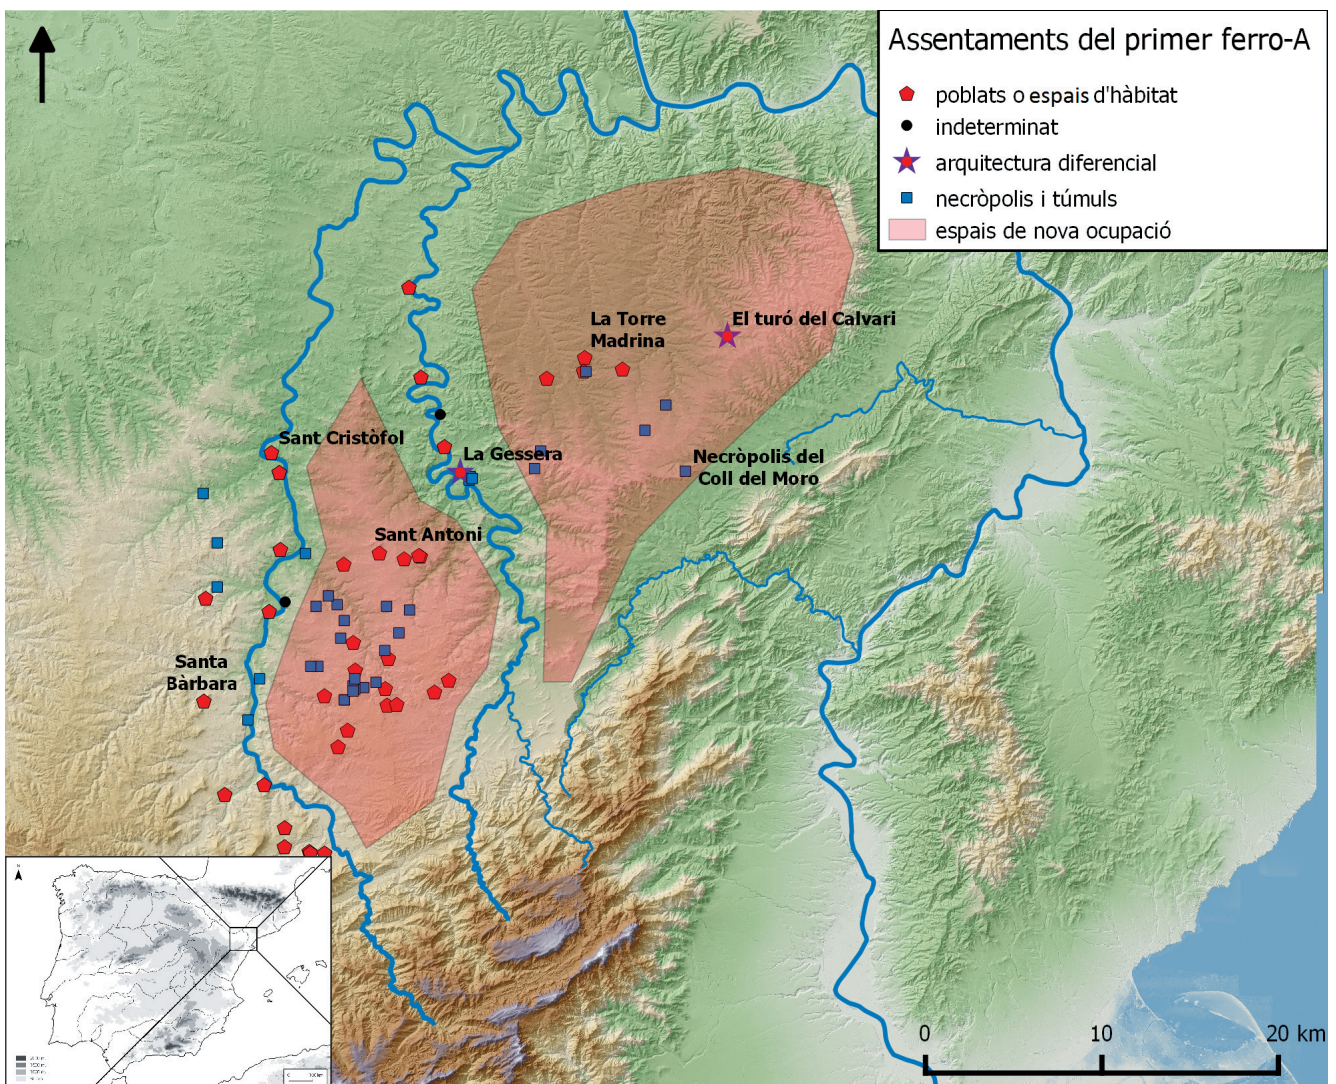 Assentaments del primer ferro-A
poblats o espais d'hàbitat
indeterminat
arquitectura diferencial
necròpolis i túmuls
espais de nova ocupació
La Torre
Madrina
El turó del Calvari
Sant Cristòfol
La Gessera
Necròpolis del
Coll del Moro
Sant Antoni
Santa
Bàrbara
N
0 10 20 km